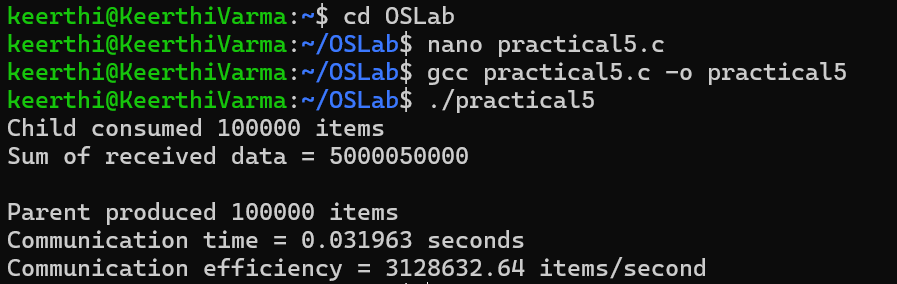 keerthi@KeerthiVarma:~$ cd OSLab
keerthi@KeerthiVarma:~/OSLab$ nano practical5.c
keerthi@KeerthiVarma:~/OSLab$ gcc practical5.c -o practical5
keerthi@KeerthiVarma:~/OSLab$ ./practical5
Child consumed 100000 items
Sum of received data = 5000050000
Parent produced 100000 items
Communication time = 0.031963 seconds
Communication efficiency = 3128632.64 items/second